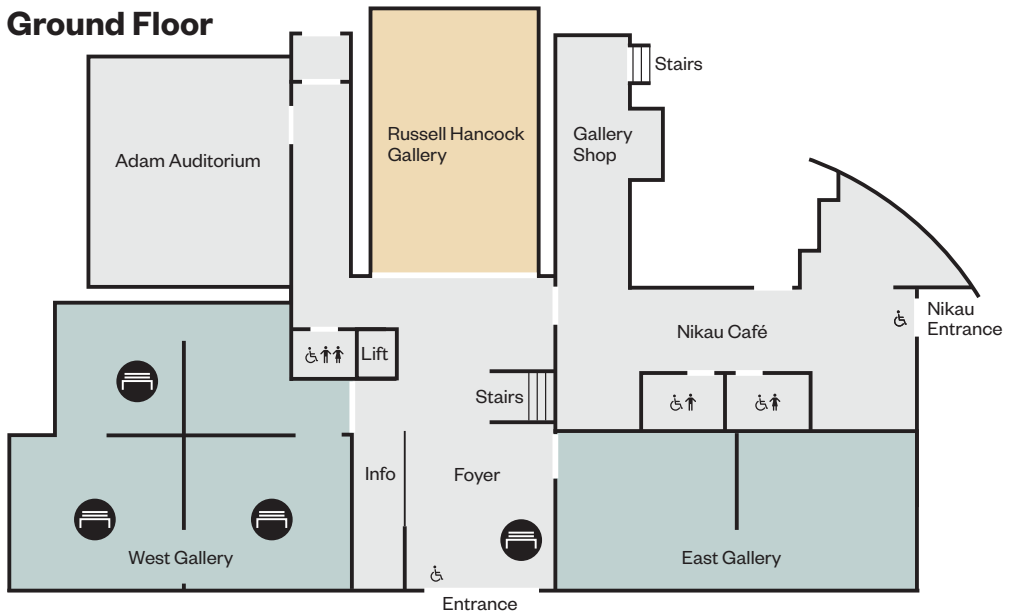 Ground Floor
Stairs
Adam Auditorium
Russell Hancock
Gallery
Gallery
Shop
Nikau
Entrance
Nikau Café
Lift
Stairs
Info
Foyer
West Gallery
East Gallery
Entrance